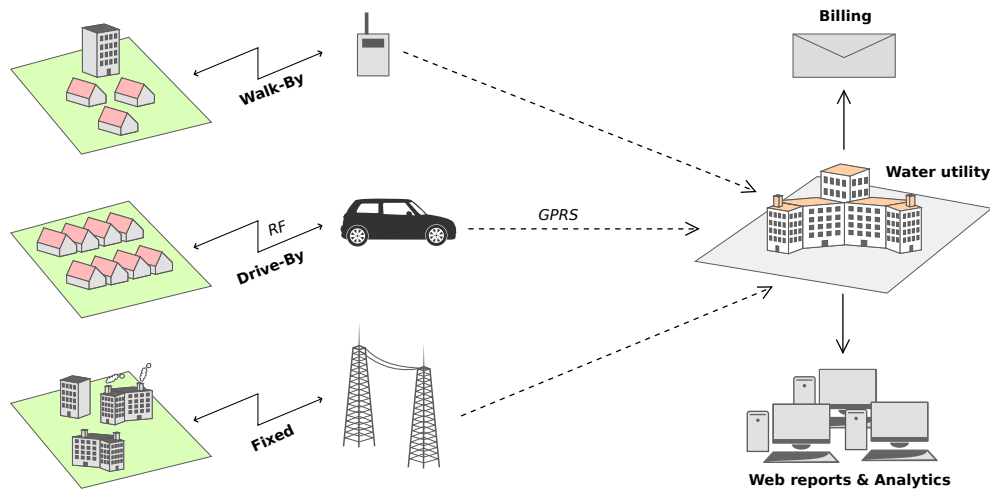 Billing
Walk-By
Water utility
GPRS
RF
Drive-By
Fixed
Web reports & Analytics